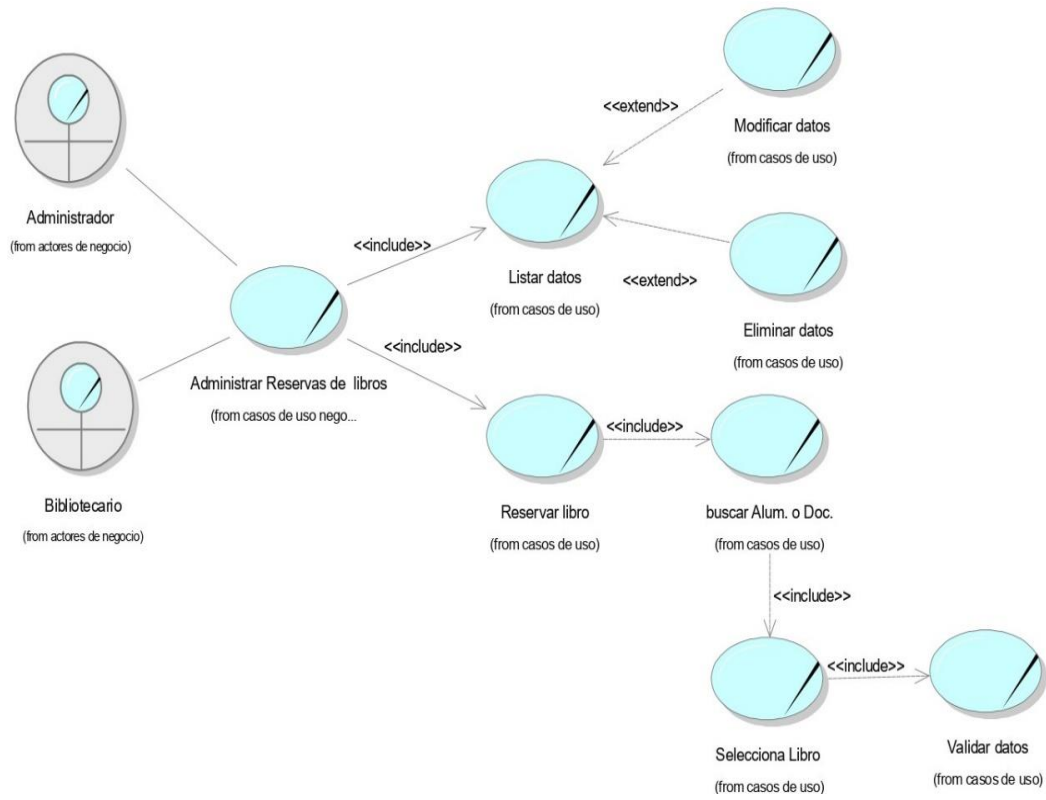 <<extend>>
Modificar datos
(from casos de uso)
Administrador
(from actores de negocio)
<<include>>
Listar datos
(from casos de uso)
<<extend>>
Eliminar datos
(from casos de uso)
<<include>>
Administrar Reservas de libros
(from casos de uso nego...
<<include>>
Bibliotecario
(from actores de negocio)
Reservar libro
(from casos de uso)
buscar Alum. o Doc.
(from casos de uso)
<<include>>
<<include>>
Selecciona Libro
(from casos de uso)
Validar datos
(from casos de uso)